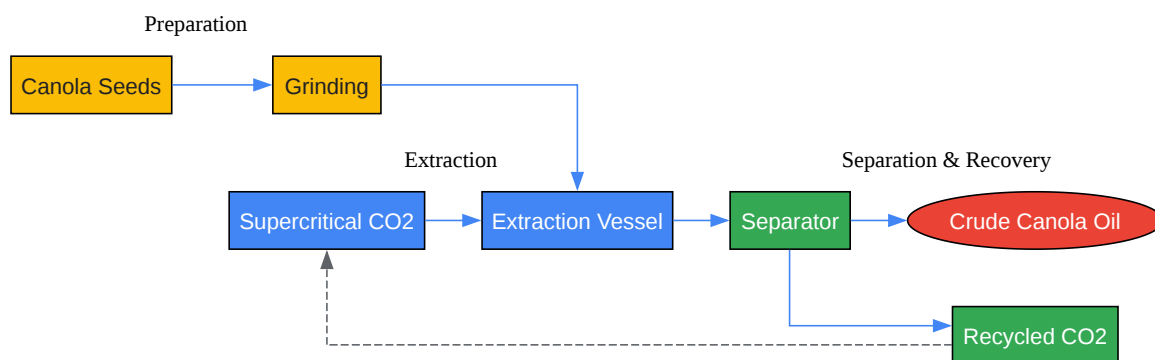 Preparation
Canola Seeds
Grinding
Extraction
Separation & Recovery
Supercritical CO2
Extraction Vessel
Separator
Crude Canola Oil
Recycled CO2